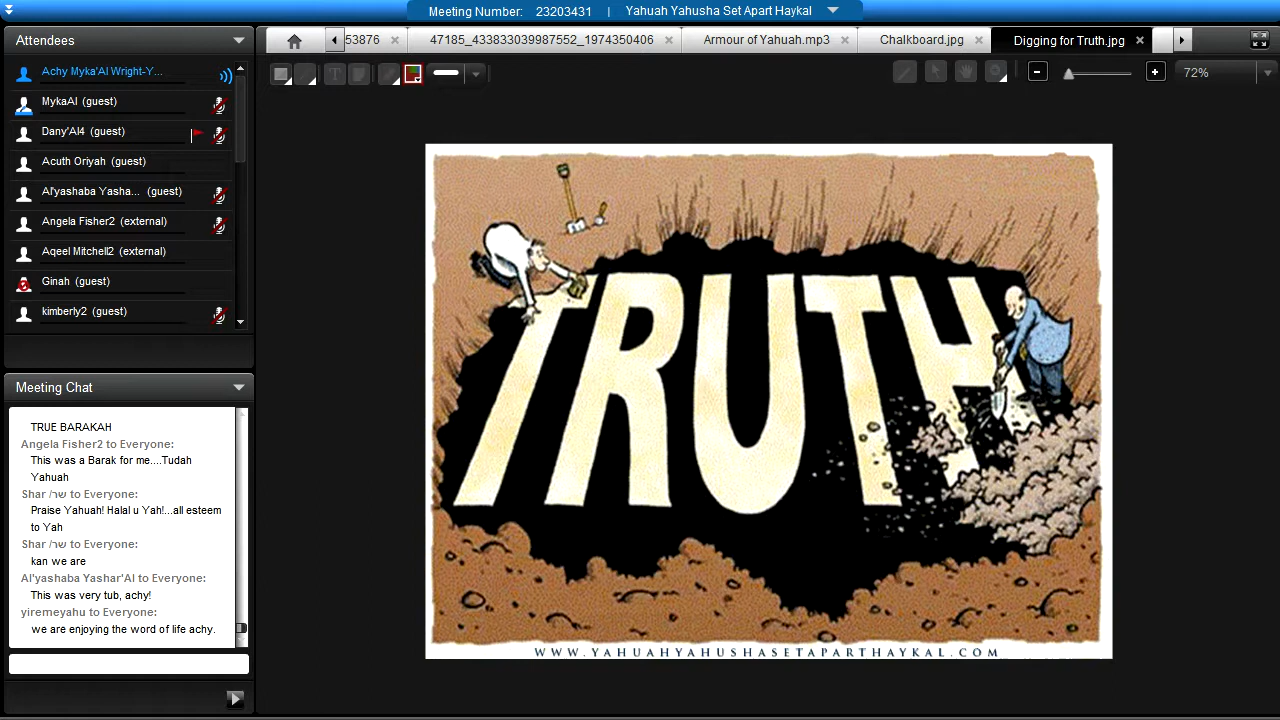 Meeting Number: 23203431 | Yahuah Yahusha Set Apart Haykal
Attendees
53876
47185_433833039987552_1974350406
Armour of Yahuah.mp3
Chalkboard.jpg
Digging for Truth.jpg
72%
Achy Myka'Al Wright-Y...
MykaAl (guest)
Dany'Al4 (guest)
Acuth Oriyah (guest)
Al'yashaba Yasha... (guest)
Angela Fisher2 (external)
Aqeel Mitchell2 (external)
Ginah (guest)
kimberly2 (guest)
Meeting Chat
TRUE BARAKAH
Angela Fisher2 to Everyone:
This was a Barak for me....Tudah
Yahuah
Shar /שר to Everyone:
Praise Yahuah! Halal u Yah!...all esteem
to Yah
Shar /שר to Everyone:
kan we are
Al'yashaba Yashar'Al to Everyone:
This was very tub, achy!
yiremeyahu to Everyone:
we are enjoying the word of life achy.
TRUTH
WWW.YAHUAHYAHUSHASETAPARTHAYKAL.COM